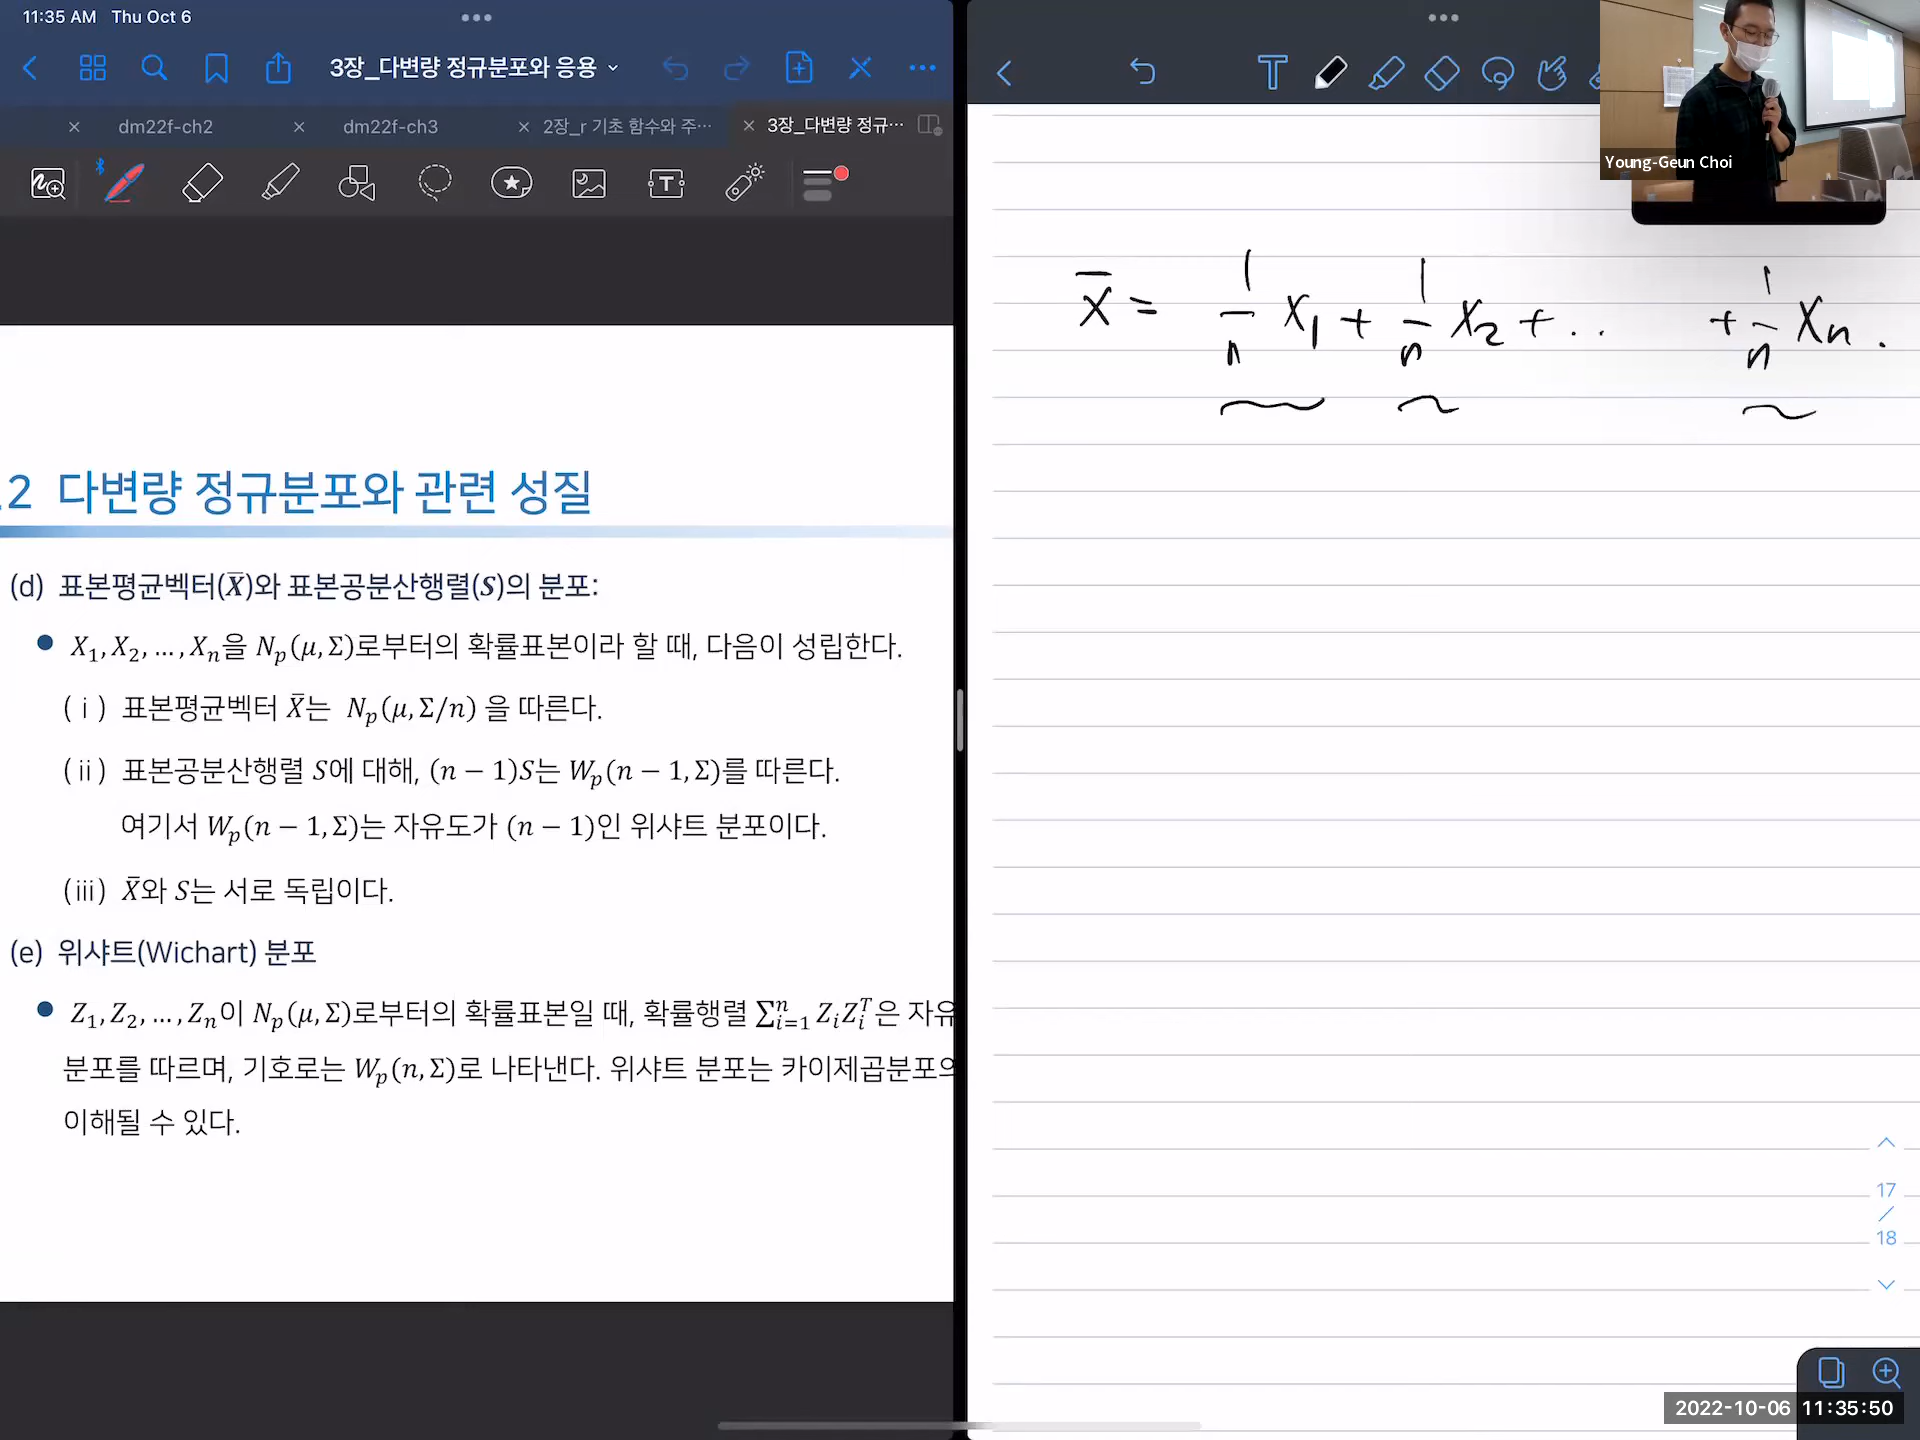 11:35 AM Thu Oct 6
3장_다변량 정규분포와 응용
dm22f-ch2
dm22f-ch3
2장_r 기초 함수와 주…
3장_다변량 정규…
.2 다변량 정규분포와 관련 성질
(d) 표본평균벡터(X̄)와 표본공분산행렬(S)의 분포:
● X₁, X₂, …, Xₙ을 Nₚ(μ, Σ)로부터의 확률표본이라 할 때, 다음이 성립한다.
(ⅰ) 표본평균벡터 X̄는 Nₚ(μ, Σ/n) 을 따른다.
(ⅱ) 표본공분산행렬 S에 대해, (n − 1)S는 Wₚ(n − 1, Σ)를 따른다.
여기서 Wₚ(n − 1, Σ)는 자유도가 (n − 1)인 위샤트 분포이다.
(ⅲ) X̄와 S는 서로 독립이다.
(e) 위샤트(Wichart) 분포
● Z₁, Z₂, …, Zₙ이 Nₚ(μ, Σ)로부터의 확률표본일 때, 확률행렬 ∑ⁿᵢ₌₁ ZᵢZᵢᵀ은 자유
분포를 따르며, 기호로는 Wₚ(n, Σ)로 나타낸다. 위샤트 분포는 카이제곱분포의
이해될 수 있다.
X̄ = 1/n X₁ + 1/n X₂ + ‥ + 1/n Xₙ .
Young-Geun Choi
17
/
18
2022-10-06 11:35:50